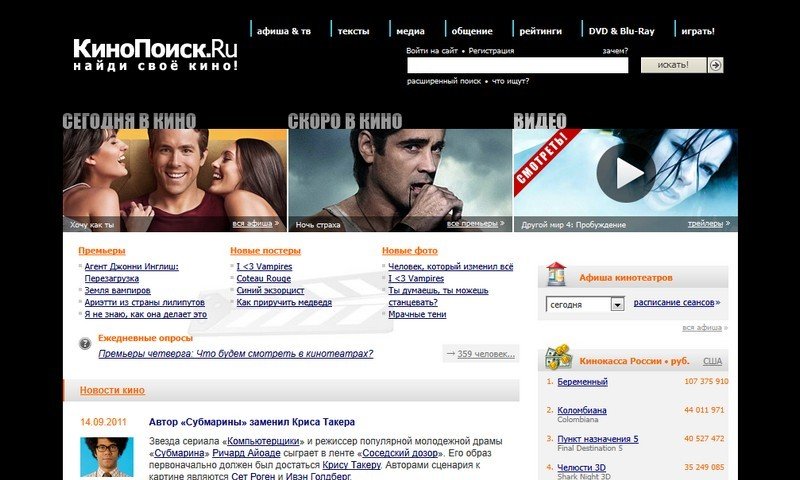 афиша & тв
тексты
медиа
общение
рейтинги
DVD & Blu-Ray
играть!
КиноПоиск.Ru
найди своё кино!
Войти на сайт • Регистрация
зачем?
искать!
расширенный поиск • что ищут?
СЕГОДНЯ В КИНО
СКОРО В КИНО
ВИДЕО
СМОТРЕТЬ!
Хочу как ты
вся афиша »
Ночь страха
все премьеры »
Другой мир 4: Пробуждение
трейлеры »
Премьеры
Агент Джонни Инглиш:
Перезагрузка
Земля вампиров
Ариэтти из страны лилипутов
Я не знаю, как она делает это
Новые постеры
I <3 Vampires
Coteau Rouge
Синий экзорцист
Как приручить медведя
Новые фото
Человек, который изменил всё
I <3 Vampires
Ты думаешь, ты можешь
станцевать?
Мрачные тени
Ежедневные опросы
Премьеры четверга: Что будем смотреть в кинотеатрах?
→ 359 человек...
Афиша кинотеатров
сегодня
расписание сеансов»
вся афиша »
Кинокасса России • руб.
США
1. Беременный 107 375 910
2. Коломбиана 44 011 971
Colombiana
3. Пункт назначения 5 40 527 472
Final Destination 5
4. Челюсти 3D 35 249 085
Shark Night 3D
Новости кино
14.09.2011
Автор «Субмарины» заменил Криса Такера
Звезда сериала «Компьютерщики» и режиссер популярной молодежной драмы
«Субмарина» Ричард Айоаде сыграет в ленте «Соседский дозор». Его образ
первоначально должен был достаться Крису Такеру. Авторами сценария к
картине являются Сет Роген и Ивэн Голдберг.